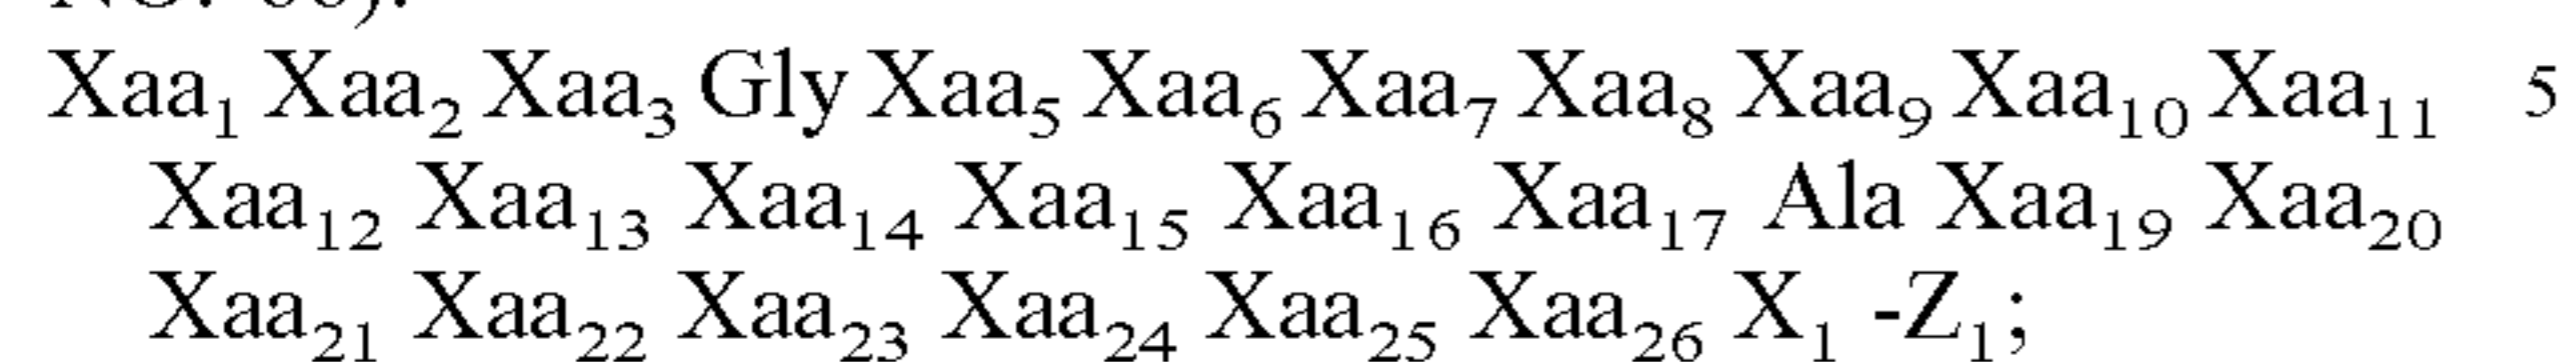 Xaa₁ Xaa₂ Xaa₃ Gly Xaa₅ Xaa₆ Xaa₇ Xaa₈ Xaa₉ Xaa₁₀ Xaa₁₁ 5
Xaa₁₂ Xaa₁₃ Xaa₁₄ Xaa₁₅ Xaa₁₆ Xaa₁₇ Ala Xaa₁₉ Xaa₂₀
Xaa₂₁ Xaa₂₂ Xaa₂₃ Xaa₂₄ Xaa₂₅ Xaa₂₆ X₁ -Z₁;